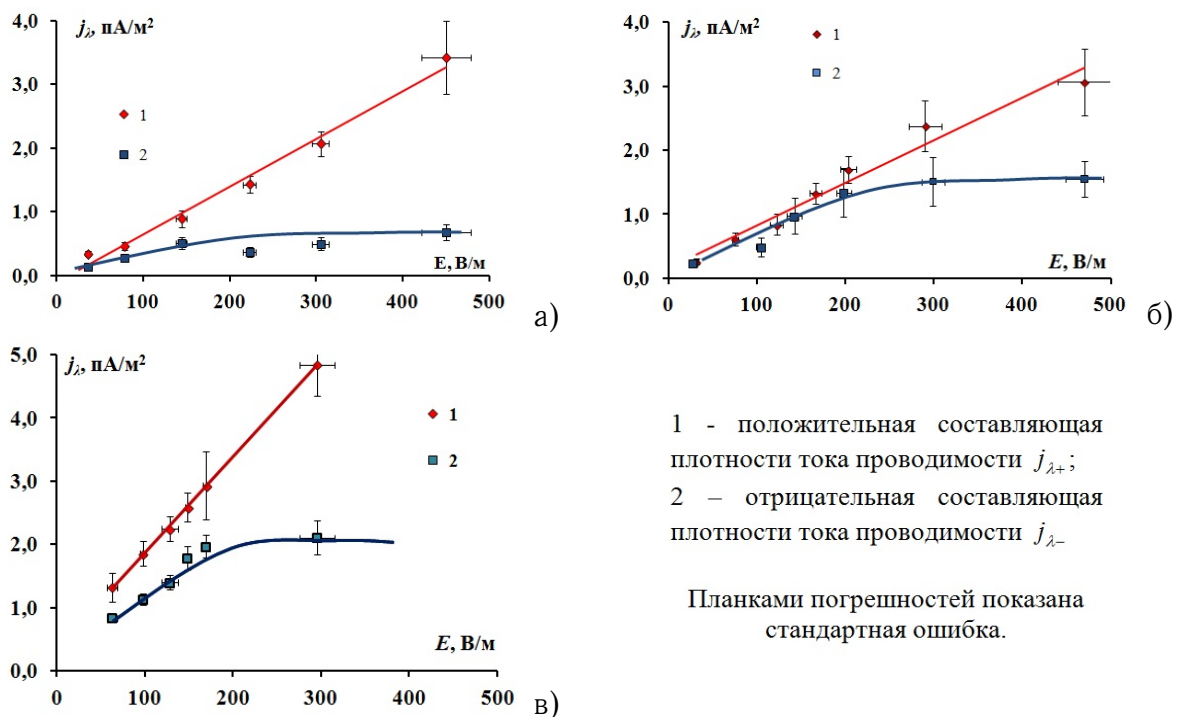 jλ, пА/м2
4,0
3,0
2,0
1,0
0,0
1
2
E, В/м
0
100
200
300
400
500
а)
jλ, пА/м2
4,0
3,0
2,0
1,0
0,0
1
2
E, В/м
0
100
200
300
400
500
б)
jλ, пА/м2
5,0
4,0
3,0
2,0
1,0
0,0
1
2
E, В/м
0
100
200
300
400
500
в)
1 - положительная составляющая
плотности тока проводимости jλ+;
2 – отрицательная составляющая
плотности тока проводимости jλ−
Планками погрешностей показана
стандартная ошибка.